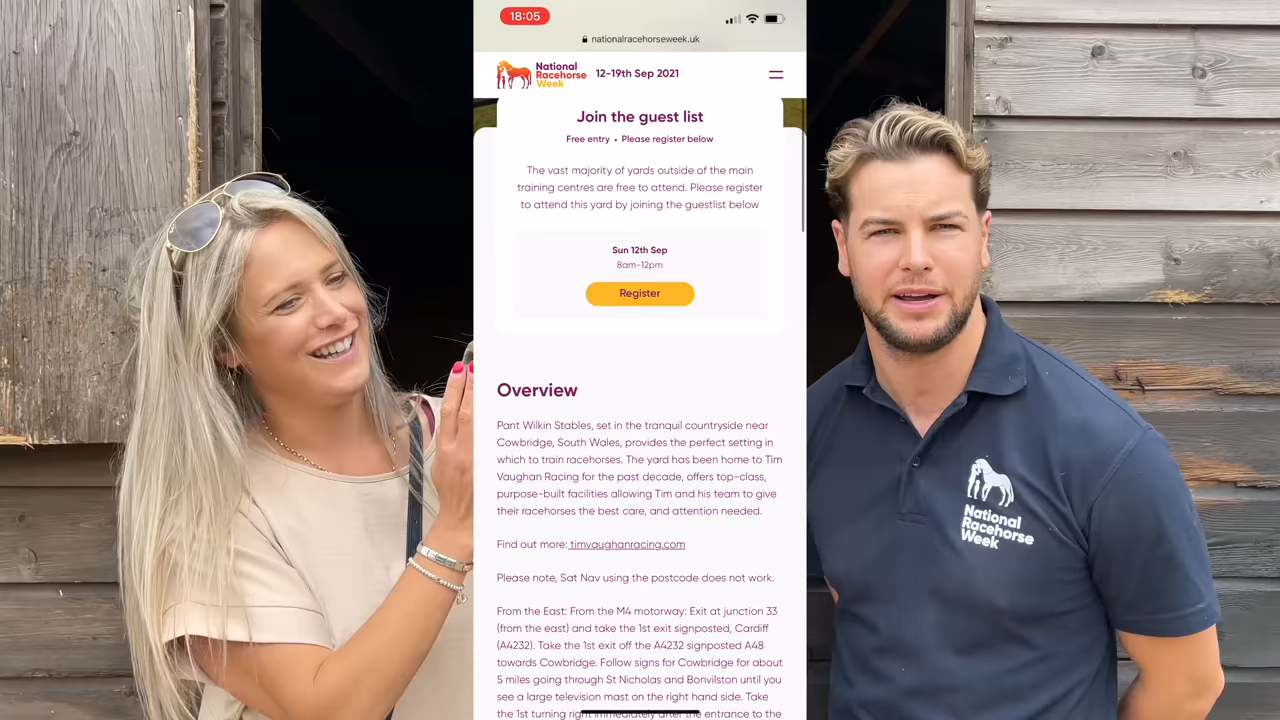 18:05
nationalracehorseweek.uk
National
Racehorse
Week
12-19th Sep 2021
Join the guest list
Free entry • Please register below
The vast majority of yards outside of the main
training centres are free to attend. Please register
to attend this yard by joining the guestlist below
Sun 12th Sep
8am-12pm
Register
Overview
Pant Wilkin Stables, set in the tranquil countryside near
Cowbridge, South Wales, provides the perfect setting in
which to train racehorses. The yard has been home to Tim
Vaughan Racing for the past decade, offers top-class,
purpose-built facilities allowing Tim and his team to give
their racehorses the best care, and attention needed.
Find out more: timvaughanracing.com
Please note, Sat Nav using the postcode does not work.
From the East: From the M4 motorway: Exit at junction 33
(from the east) and take the 1st exit signposted, Cardiff
(A4232). Take the 1st exit off the A4232 signposted A48
towards Cowbridge. Follow signs for Cowbridge for about
5 miles going through St Nicholas and Bonvilston until you
see a large television mast on the right hand side. Take
the 1st turning right immediately after the entrance to the
National
Racehorse
Week